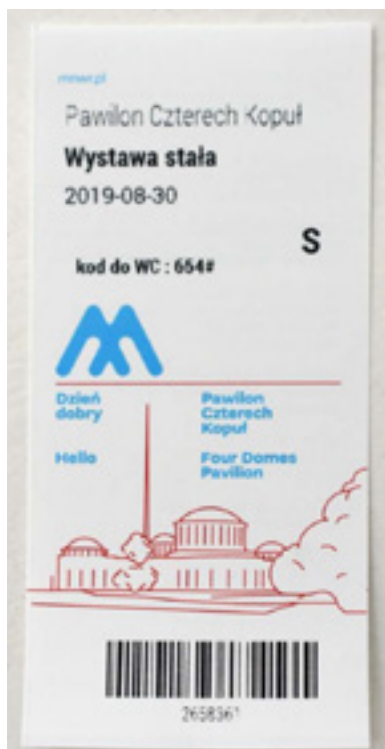 mnwr.pl
Pawilon Czterech Kopuł
Wystawa stała
2019-08-30
S
kod do WC : 654#
Dzień
dobry
Pawilon
Czterech
Kopuł
Hello
Four Domes
Pavilion
2658361